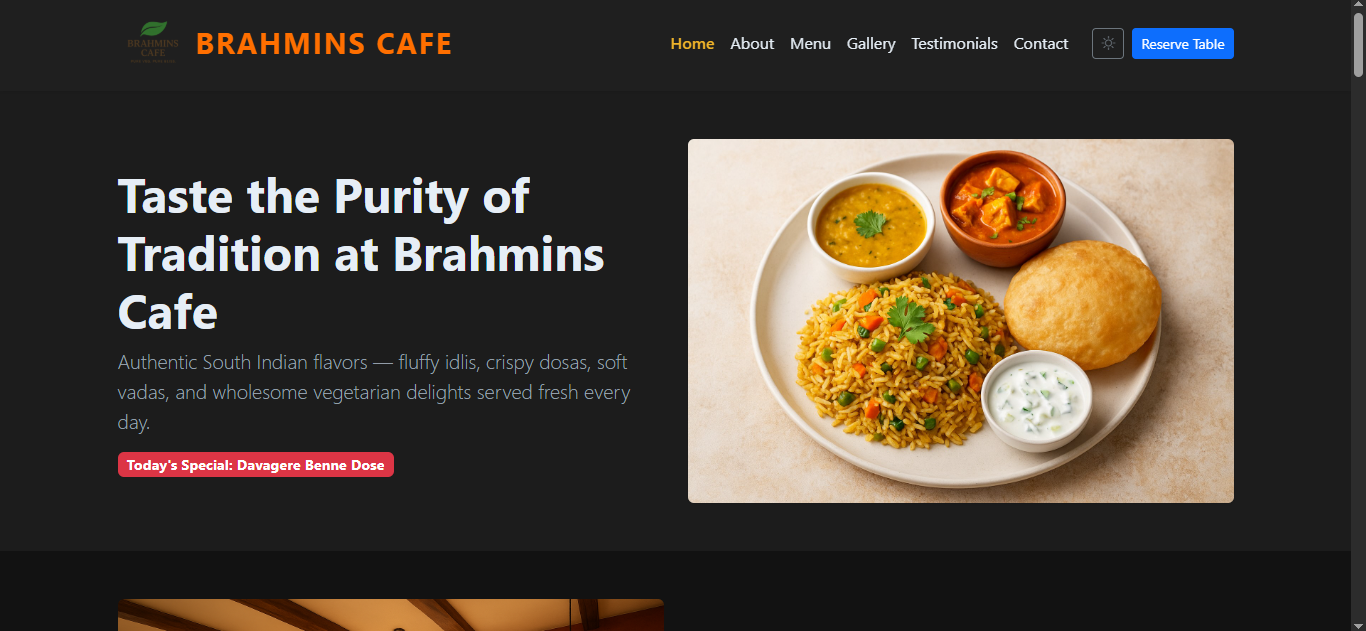 BRAHMINS
CAFE
BRAHMINS CAFE
Home About Menu Gallery Testimonials Contact Reserve Table
Taste the Purity of
Tradition at Brahmins
Cafe
Authentic South Indian flavors — fluffy idlis, crispy dosas, soft
vadas, and wholesome vegetarian delights served fresh every
day.
Today's Special: Davagere Benne Dose